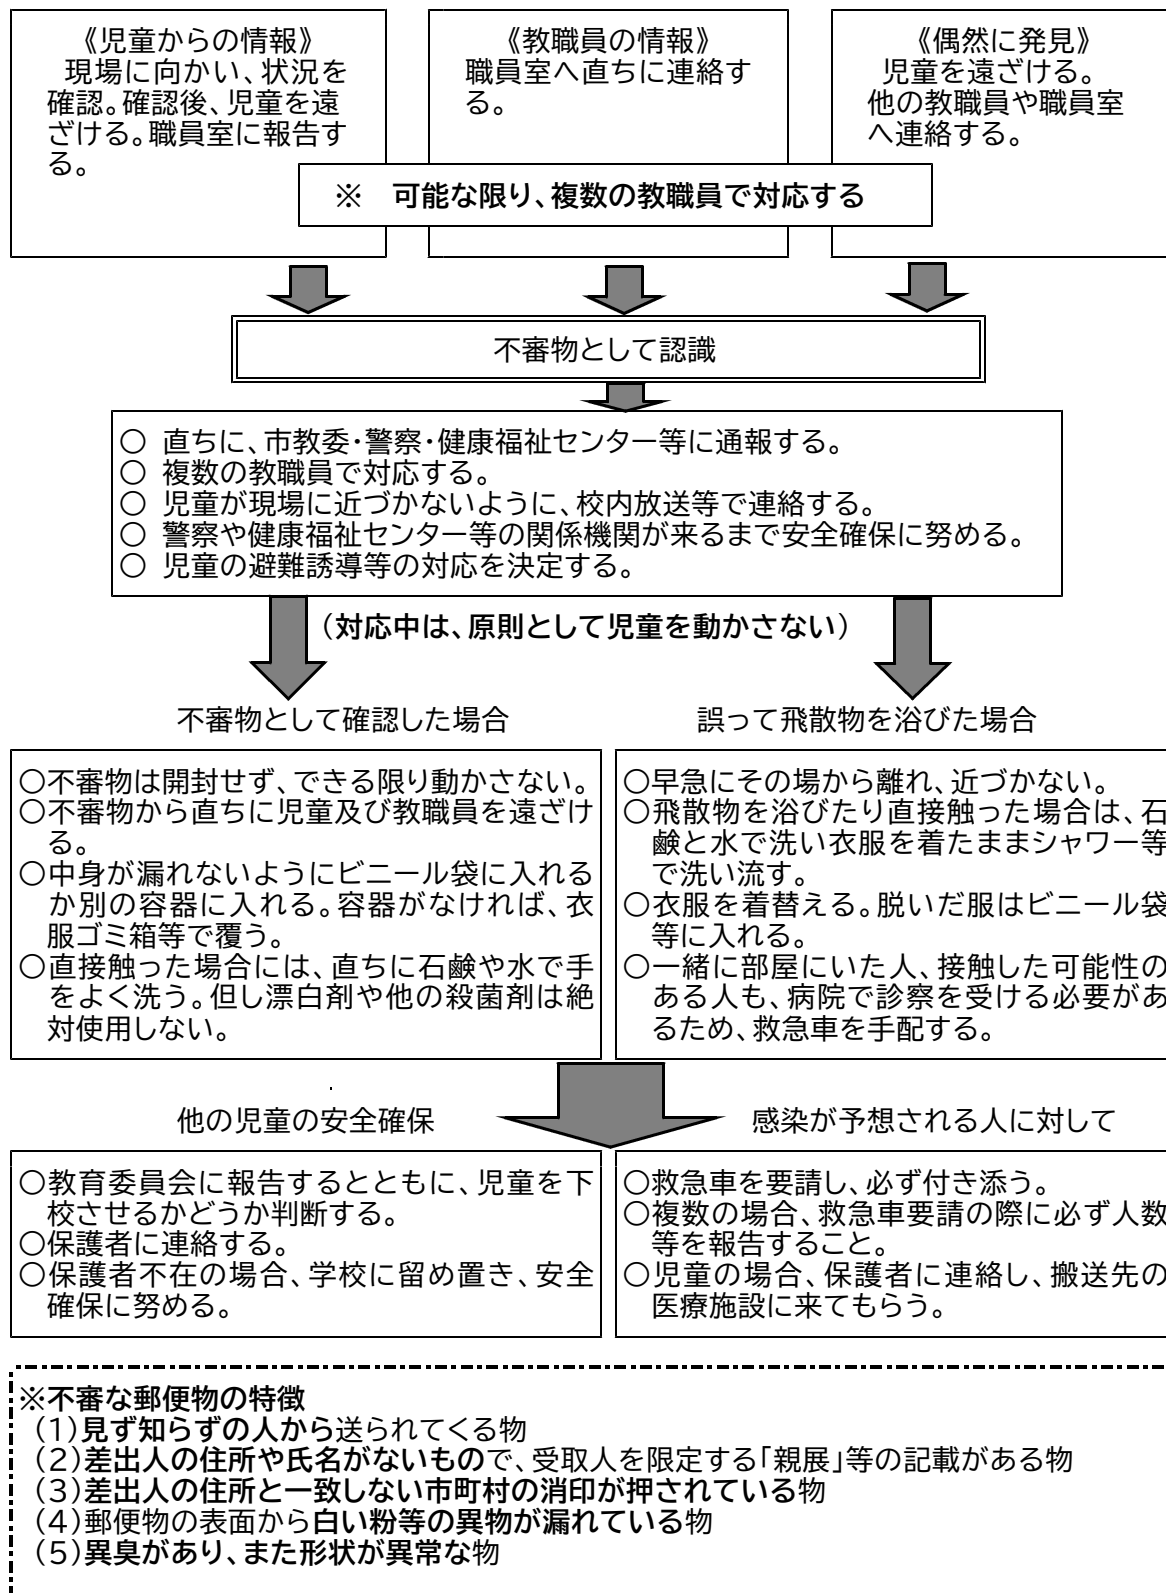 《児童からの情報》
現場に向かい、状況を
確認。確認後、児童を遠
ざける。職員室に報告す
る。
《教職員の情報》
職員室へ直ちに連絡す
る。
《偶然に発見》
児童を遠ざける。
他の教職員や職員室
へ連絡する。
※　可能な限り、複数の教職員で対応する
不審物として認識
○ 直ちに、市教委・警察・健康福祉センター等に通報する。
○ 複数の教職員で対応する。
○ 児童が現場に近づかないように、校内放送等で連絡する。
○ 警察や健康福祉センター等の関係機関が来るまで安全確保に努める。
○ 児童の避難誘導等の対応を決定する。
（対応中は、原則として児童を動かさない）
不審物として確認した場合
○不審物は開封せず、できる限り動かさない。
○不審物から直ちに児童及び教職員を遠ざけ
る。
○中身が漏れないようにビニール袋に入れる
か別の容器に入れる。容器がなければ、衣
服ゴミ箱等で覆う。
○直接触った場合には、直ちに石鹸や水で手
をよく洗う。但し漂白剤や他の殺菌剤は絶
対使用しない。
誤って飛散物を浴びた場合
○早急にその場から離れ、近づかない。
○飛散物を浴びたり直接触った場合は、石
鹸と水で洗い衣服を着たままシャワー等
で洗い流す。
○衣服を着替える。脱いだ服はビニール袋
等に入れる。
○一緒に部屋にいた人、接触した可能性の
ある人も、病院で診察を受ける必要があ
るため、救急車を手配する。
他の児童の安全確保
○教育委員会に報告するとともに、児童を下
校させるかどうか判断する。
○保護者に連絡する。
○保護者不在の場合、学校に留め置き、安全
確保に努める。
感染が予想される人に対して
○救急車を要請し、必ず付き添う。
○複数の場合、救急車要請の際に必ず人数
等を報告すること。
○児童の場合、保護者に連絡し、搬送先の
医療施設に来てもらう。
※不審な郵便物の特徴
（1）見ず知らずの人から送られてくる物
（2）差出人の住所や氏名がないもので、受取人を限定する「親展」等の記載がある物
（3）差出人の住所と一致しない市町村の消印が押されている物
（4）郵便物の表面から白い粉等の異物が漏れている物
（5）異臭があり、また形状が異常な物